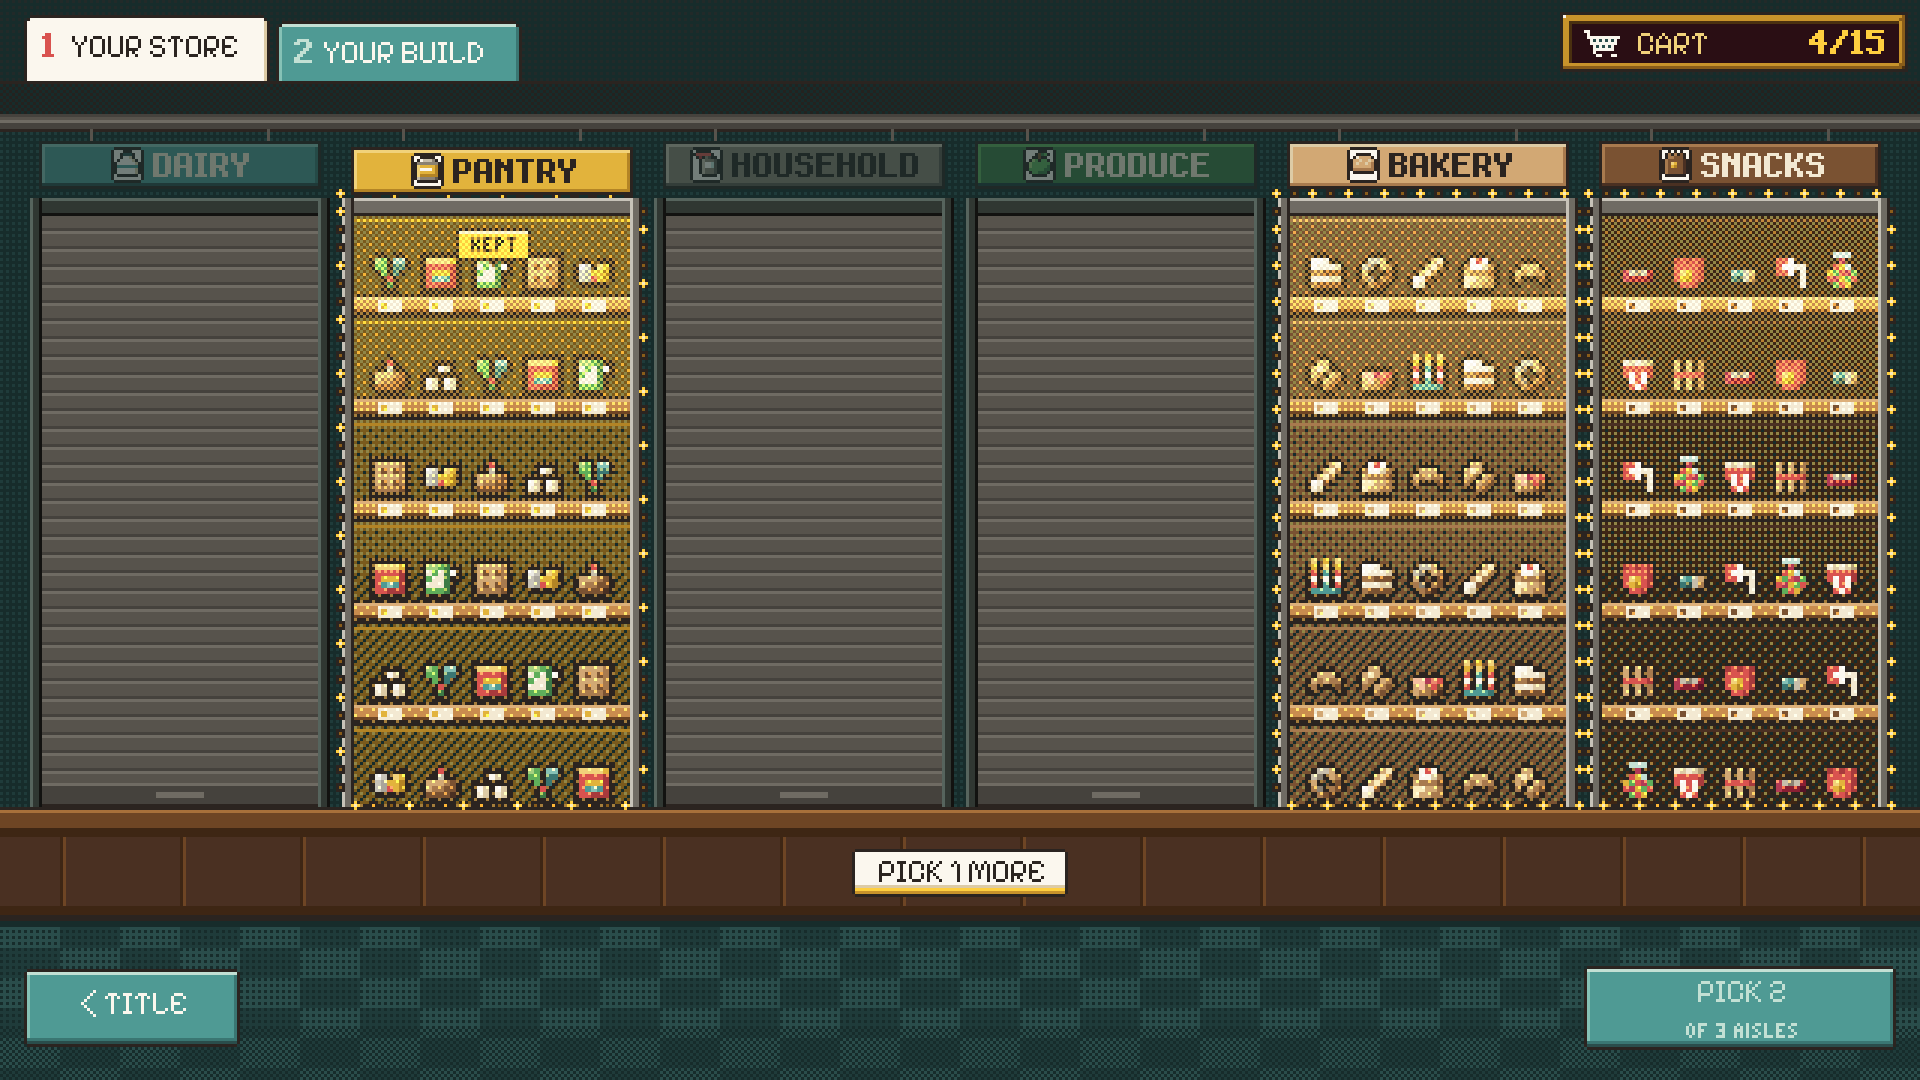 1 YOUR STORE
2 YOUR BUILD
CART 4/15
DAIRY
PANTRY
HOUSEHOLD
PRODUCE
BAKERY
SNACKS
KEPT
PICK 1 MORE
< TITLE
PICK 2
OF 3 AISLES